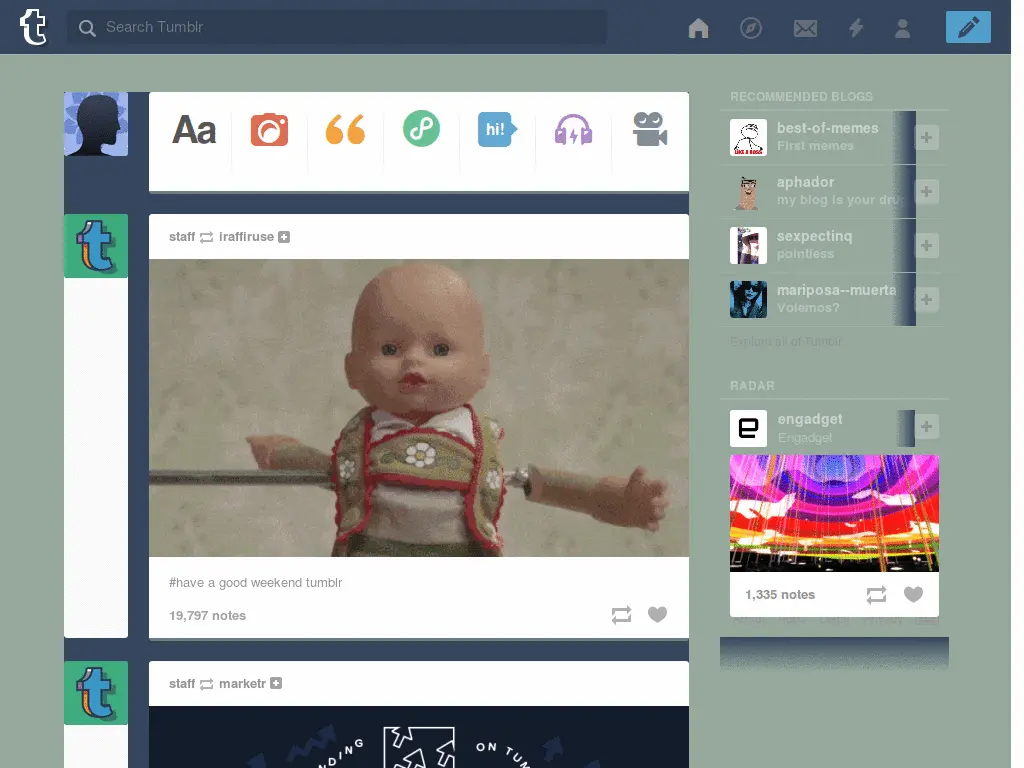 Search Tumblr
Aa
hi!
RECOMMENDED BLOGS
best-of-memes
First memes
LIKE A BOSS
aphador
my blog is your dru
sexpectinq
pointless
mariposa--muerta
Volemos?
Explore all of Tumblr
staff iraffiruse
#have a good weekend tumblr
19,797 notes
RADAR
engadget
Engadget
1,335 notes
staff marketr
NDING ON TUM